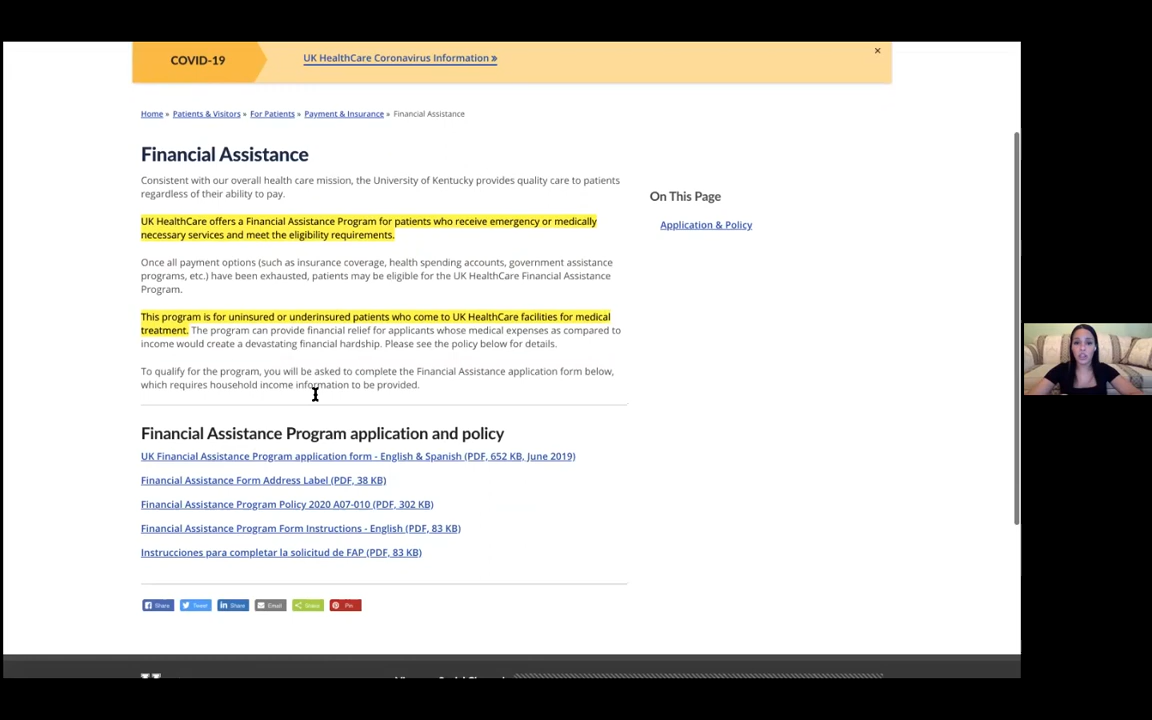 COVID-19
UK HealthCare Coronavirus Information »
×
Home » Patients & Visitors » For Patients » Payment & Insurance » Financial Assistance
Financial Assistance
Consistent with our overall health care mission, the University of Kentucky provides quality care to patients
regardless of their ability to pay.
On This Page
Application & Policy
UK HealthCare offers a Financial Assistance Program for patients who receive emergency or medically
necessary services and meet the eligibility requirements.
Once all payment options (such as insurance coverage, health spending accounts, government assistance
programs, etc.) have been exhausted, patients may be eligible for the UK HealthCare Financial Assistance
Program.
This program is for uninsured or underinsured patients who come to UK HealthCare facilities for medical
treatment. The program can provide financial relief for applicants whose medical expenses as compared to
income would create a devastating financial hardship. Please see the policy below for details.
To qualify for the program, you will be asked to complete the Financial Assistance application form below,
which requires household income information to be provided.
Financial Assistance Program application and policy
UK Financial Assistance Program application form - English & Spanish (PDF, 652 KB, June 2019)
Financial Assistance Form Address Label (PDF, 38 KB)
Financial Assistance Program Policy 2020 A07-010 (PDF, 302 KB)
Financial Assistance Program Form Instructions - English (PDF, 83 KB)
Instrucciones para completar la solicitud de FAP (PDF, 83 KB)
Share Tweet Share Email Share Pin